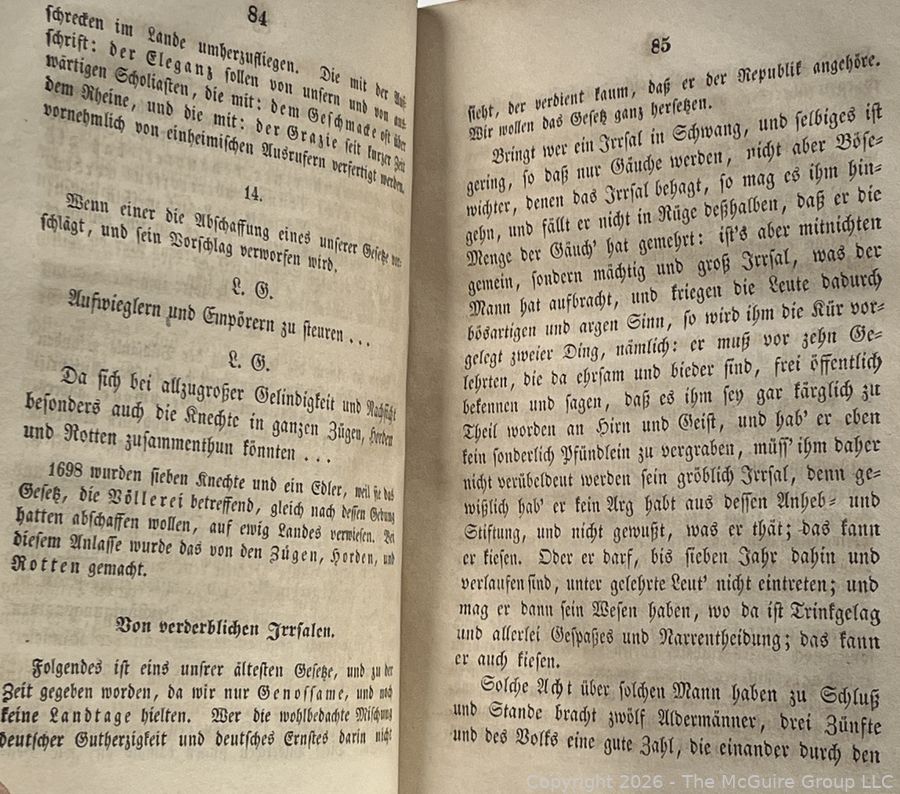 84
schrecken im Lande umherzufliegen. Die mit der Auf-
schrift: der Eleganz sollen von unsern und von aus-
wärtigen Scholiasten, die mit: dem Geschmacke oft über
dem Rheine, und die mit: der Grazie seit kurzer Zeit
vornehmlich von einheimischen Ausrufern verfertigt werden.
14.
Wenn einer die Abschaffung eines unserer Gesetze vor-
schlägt, und sein Vorschlag verworfen wird.
L. G.
Aufwieglern und Empörern zu steuren ...
L. G.
Da sich bei allzugroßer Gelindigkeit und Nachsicht
besonders auch die Knechte in ganzen Zügen, Horden
und Rotten zusammenthun könnten ...
1698 wurden sieben Knechte und ein Edler, weil sie das
Gesetz, die Völlerei betreffend, gleich nach dessen Gebung
hatten abschaffen wollen, auf ewig Landes verwiesen. Bei
diesem Anlasse wurde das von den Zügen, Horden, und
Rotten gemacht.
Von verderblichen Irrsalen.
Folgendes ist eins unsrer ältesten Gesetze, und zu der
Zeit gegeben worden, da wir nur Genossame, und noch
keine Landtage hielten. Wer die wohlbedachte Mischung
deutscher Gutherzigkeit und deutsches Ernstes darin nicht
85
sieht, der verdient kaum, daß er der Republik angehöre.
Wir wollen das Gesetz ganz hersetzen.
Bringt wer ein Irrsal in Schwang, und selbiges ist
gering, so daß nur Gäuche werden, nicht aber Böse-
wichter, denen das Irrsal behagt, so mag es ihm hin-
gehn, und fällt er nicht in Rüge deßhalben, daß er die
Menge der Gäuch' hat gemehrt: ist's aber mitnichten
gemein, sondern mächtig und groß Irrsal, was der
Mann hat aufbracht, und kriegen die Leute dadurch
bösartigen und argen Sinn, so wird ihm die Kür vor-
gelegt zweier Ding, nämlich: er muß vor zehn Ge-
lehrten, die da ehrsam und bieder sind, frei öffentlich
bekennen und sagen, daß es ihm sey gar kärglich zu
Theil worden an Hirn und Geist, und hab' er eben
kein sonderlich Pfündlein zu vergraben, müss' ihm daher
nicht verübeldeut werden sein gröblich Irrsal, denn ge-
wißlich hab' er kein Arg habt aus dessen Anheb- und
Stiftung, und nicht gewußt, was er thät; das kann
er kiesen. Oder er darf, bis sieben Jahr dahin und
verlaufen sind, unter gelehrte Leut' nicht eintreten; und
mag er dann sein Wesen haben, wo da ist Trinkgelag
und allerlei Gespaßes und Narrentheidung; das kann
er auch kiesen.
Solche Acht über solchen Mann haben zu Schluß
und Stande bracht zwölf Aldermänner, drei Zünfte
und des Volks eine gute Zahl, die einander durch den
Copyright 2026 - The McGuire Group LLC